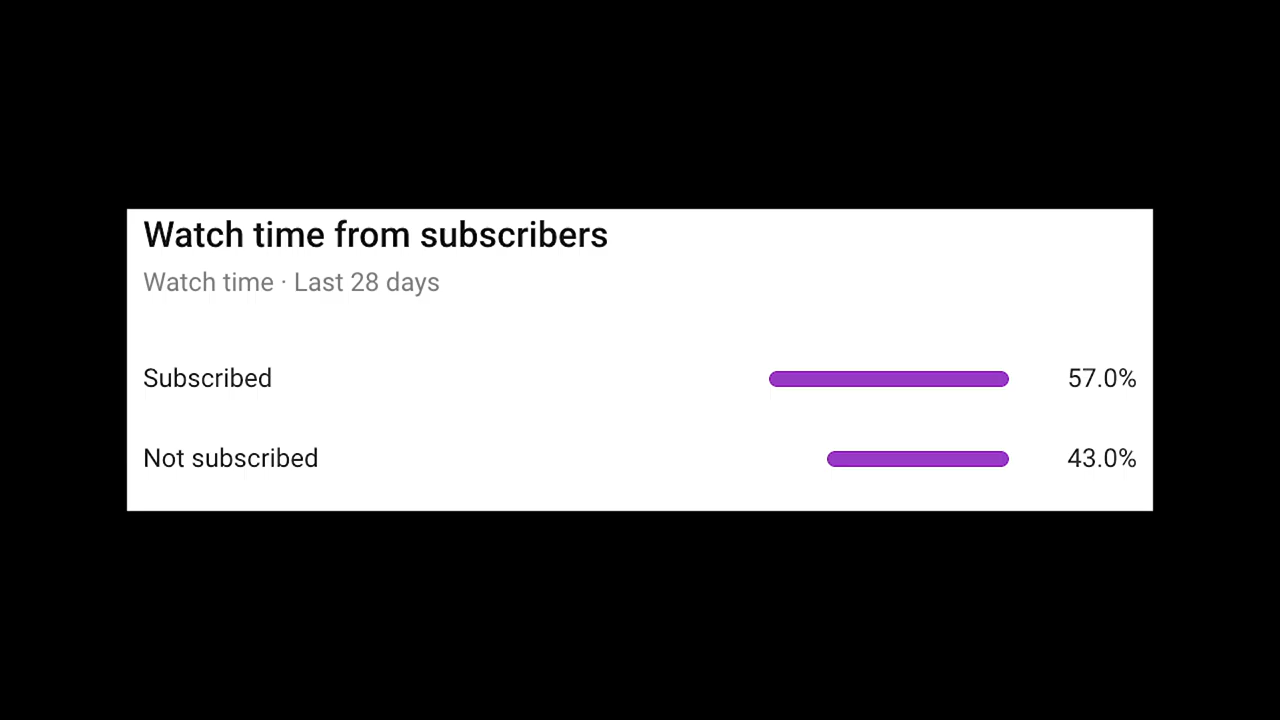 Watch time from subscribers
Watch time · Last 28 days
Subscribed 57.0%
Not subscribed 43.0%